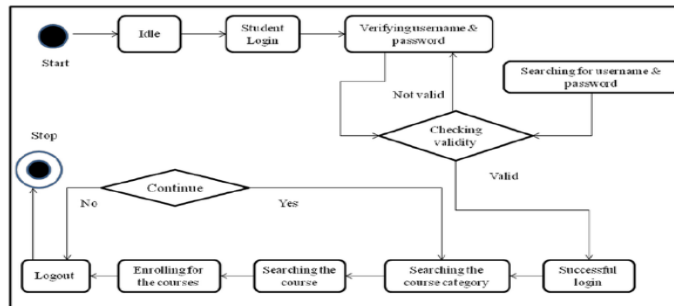 Start
Idle
Student
Login
Verifying username &
password
Searching for username &
password
Not valid
Checking
validity
Valid
Stop
Continue
No
Yes
Logout
Enrolling for
the courses
Searching the
course
Searching the
course category
Successful
login